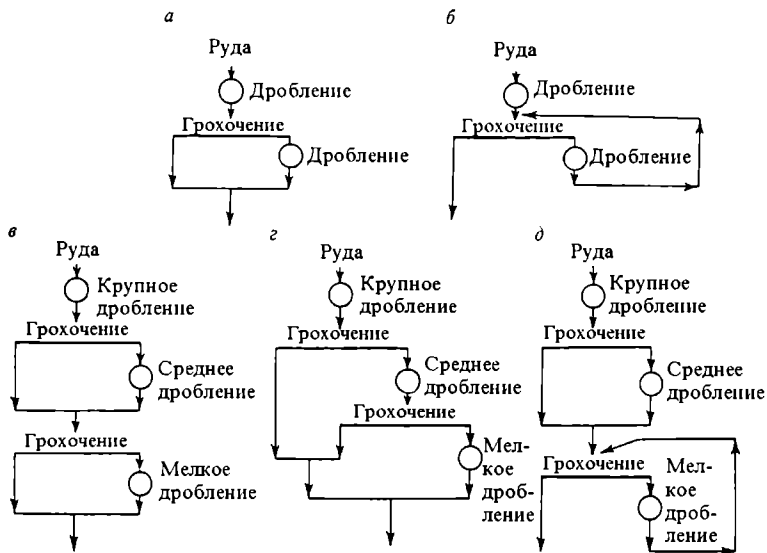 а
Руда
Дробление
Грохочение
Дробление
б
Руда
Дробление
Грохочение
Дробление
в
Руда
Крупное
дробление
Грохочение
Среднее
дробление
Грохочение
Мелкое
дробление
г
Руда
Крупное
дробление
Грохочение
Среднее
дробление
Грохочение
Мел-
кое
дроб-
ление
д
Руда
Крупное
дробление
Грохочение
Среднее
дробление
Грохочение
Мел-
кое
дроб-
ление